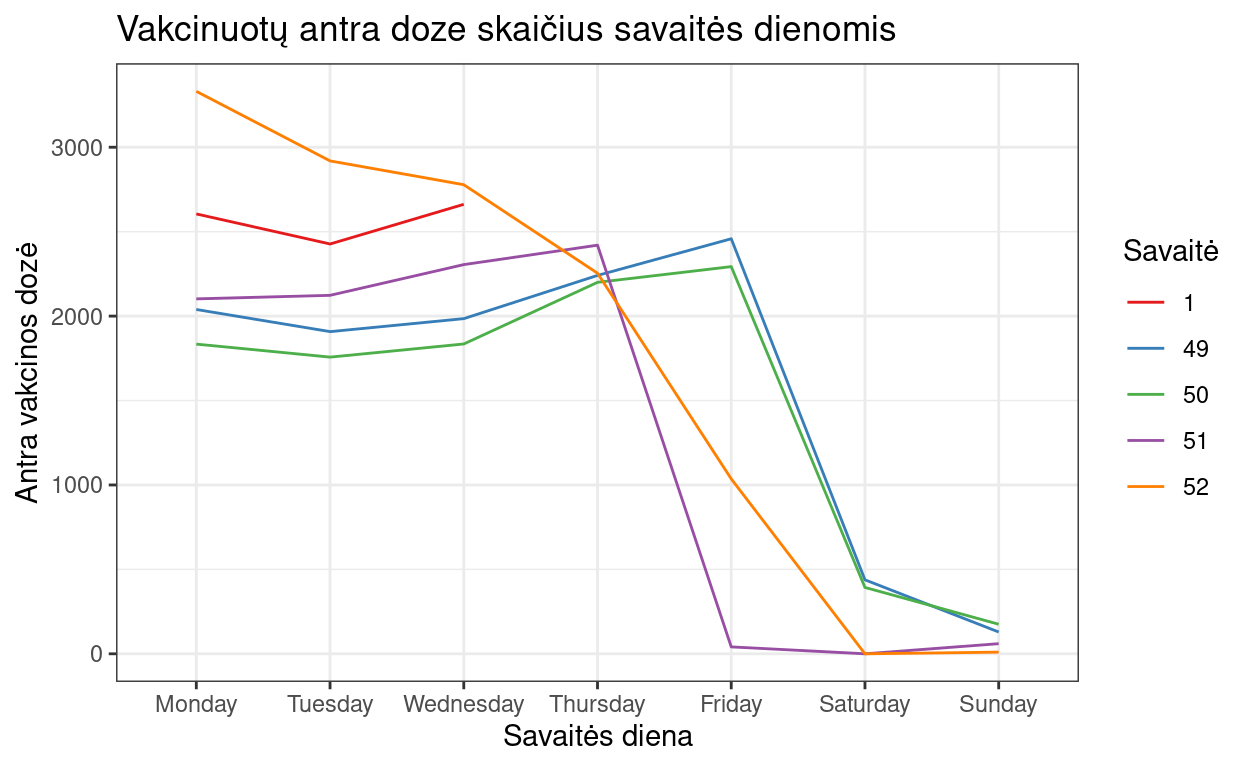 Vakcinuotų antra doze skaičius savaitės dienomis
Antra vakcinos dozė
3000
2000
1000
0
Monday Tuesday Wednesday Thursday Friday Saturday Sunday
Savaitės diena
Savaitė
1
49
50
51
52